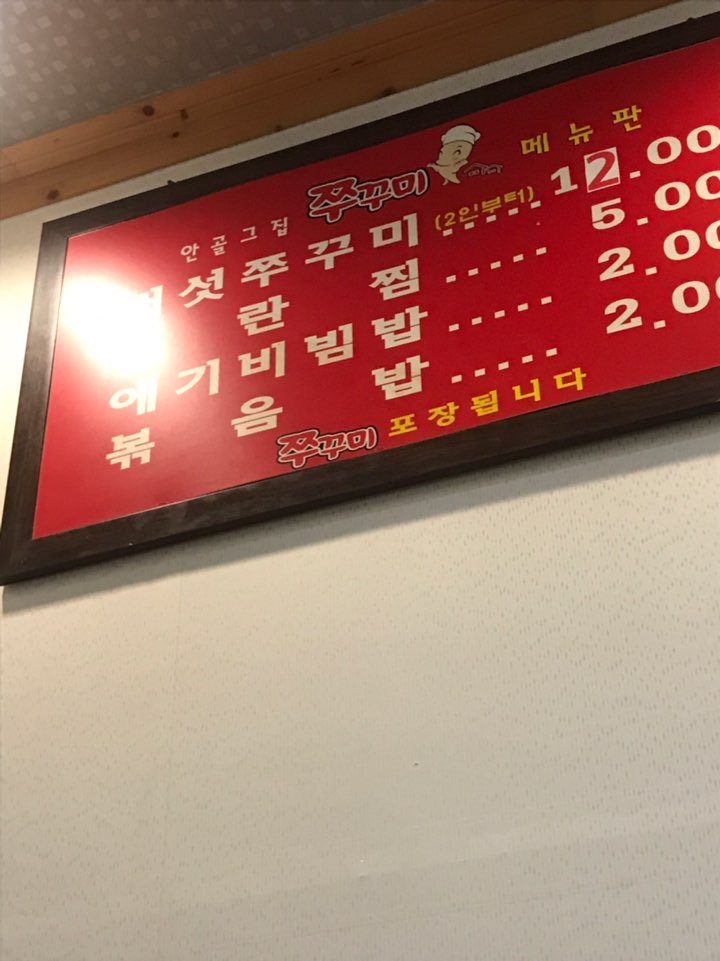 안골그집 쭈꾸미 메뉴판
섯쭈꾸미 (2인부터) ..... 12.00
란 찜 ..... 5.00
애기비빔밥 ..... 2.00
볶음밥 ..... 2.00
쭈꾸미 포장됩니다